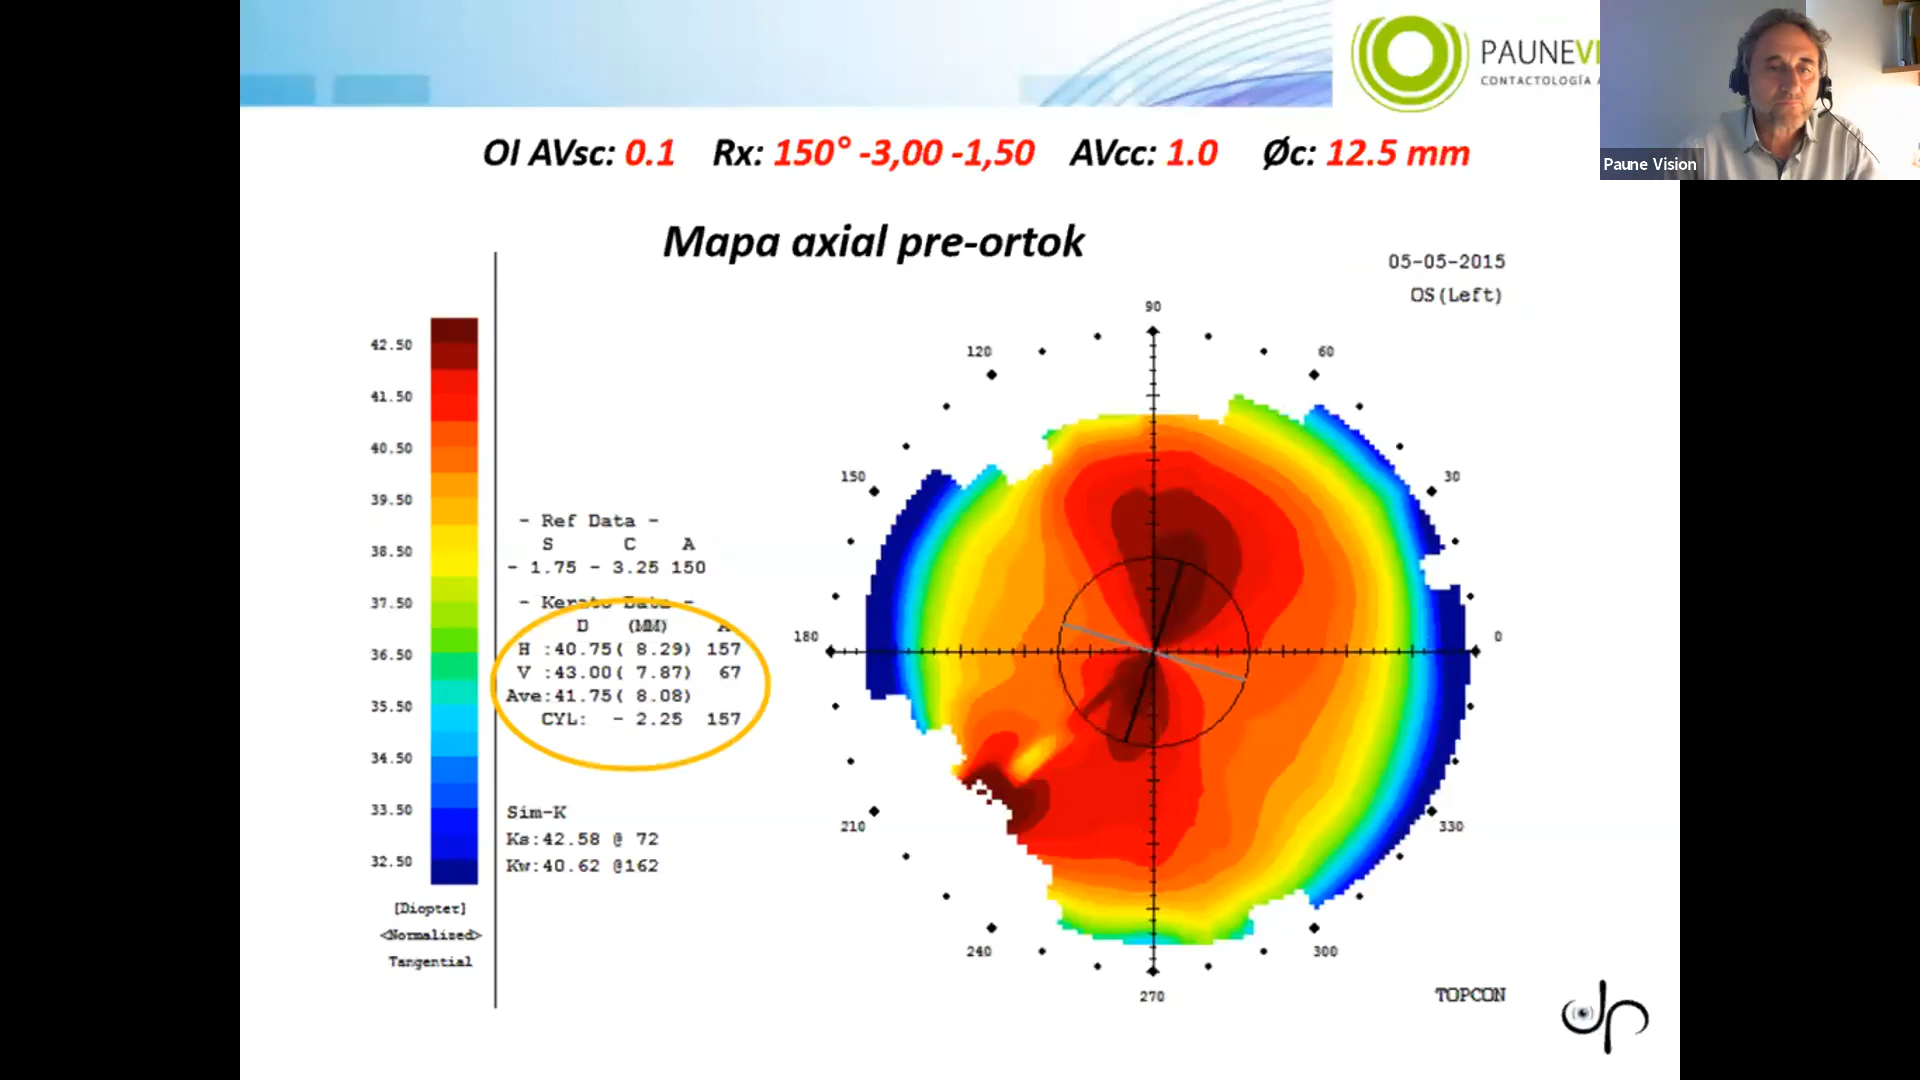 PAUNEVI
CONTACTOLOGÍA A
Paune Vision
OI AVsc: 0.1 Rx: 150° -3,00 -1,50 AVcc: 1.0 Øc: 12.5 mm
Mapa axial pre-ortok
05-05-2015
OS(Left)
42.50
41.50
40.50
39.50
38.50
37.50
36.50
35.50
34.50
33.50
32.50
[Diopter]
<Normalized>
Tangential
- Ref Data -
S C A
- 1.75 - 3.25 150
- Kerato Data -
D (MM) A
H :40.75( 8.29) 157
V :43.00( 7.87) 67
Ave:41.75( 8.08)
CYL: - 2.25 157
Sim-K
Ks:42.58 @ 72
Kw:40.62 @162
90
120
60
150
30
180
0
210
330
240
300
270
TOPCON
dp